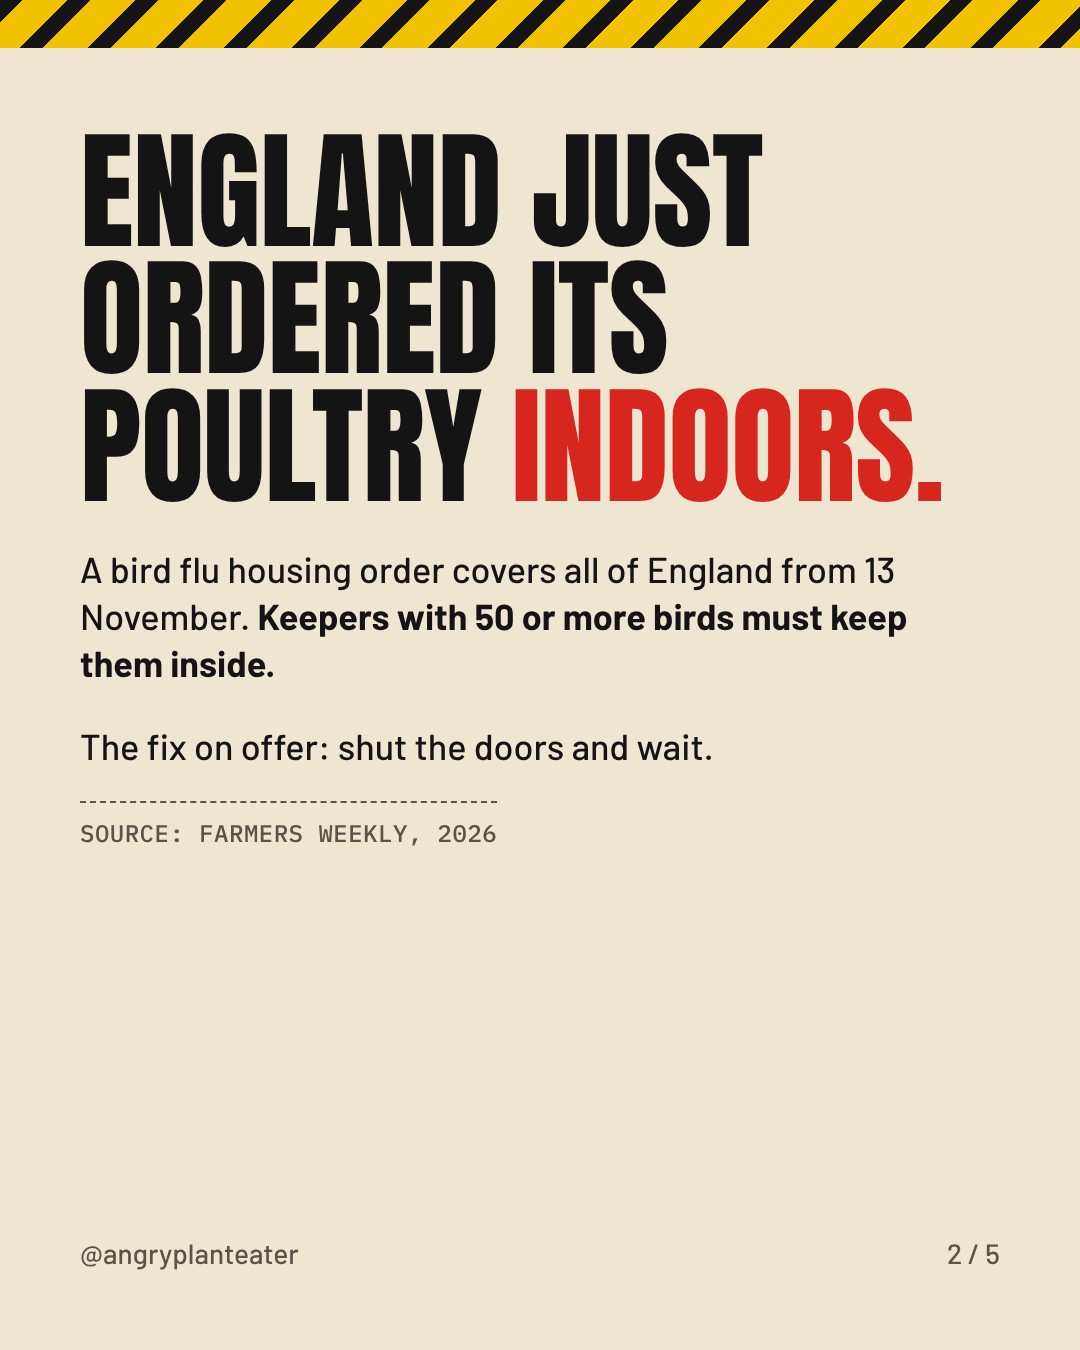 ENGLAND JUST
ORDERED ITS
POULTRY INDOORS.
A bird flu housing order covers all of England from 13
November. Keepers with 50 or more birds must keep
them inside.
The fix on offer: shut the doors and wait.
SOURCE: FARMERS WEEKLY, 2026
@angryplanteater
2 / 5